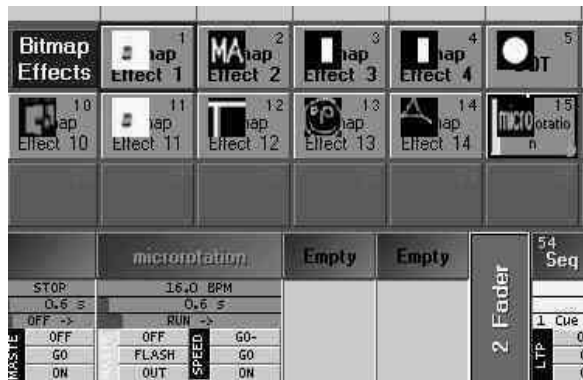 Bitmap
Effects
1
map
Effect 1
MA map
2
Effect 2
3
map
Effect 3
4
map
Effect 4
5
10
map
Effect 10
11
map
Effect 11
12
map
Effect 12
13
map
Effect 13
14
map
Effect 14
15
micro otatio
n
microrotation
Empty
Empty
2 Fader
54
Seq
STOP
0.6 s
OFF ->
MASTE
OFF
GO
ON
16.0 BPM
0.6 s
RUN ->
OFF
FLASH
OUT
SPEED
GO-
GO
ON
1 Cue
LTP